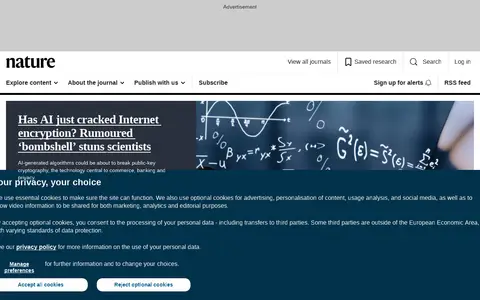 Advertisement
nature
View all journals
Saved research
Search
Log in
Explore content
About the journal
Publish with us
Subscribe
Sign up for alerts
RSS feed
Has AI just cracked Internet
encryption? Rumoured
‘bombshell’ stuns scientists
AI-generated algorithms could be about to break public-key
cryptography, the technology central to commerce, banking and
privacy.
our privacy, your choice
e use essential cookies to make sure the site can function. We also use optional cookies for advertising, personalisation of content, usage analysis, and social media, as well as to
low video information to be shared for both marketing, analytics and editorial purposes.
accepting optional cookies, you consent to the processing of your personal data - including transfers to third parties. Some third parties are outside of the European Economic Area,
th varying standards of data protection.
ee our privacy policy for more information on the use of your personal data.
Manage
preferences
for further information and to change your choices.
Accept all cookies
Reject optional cookies